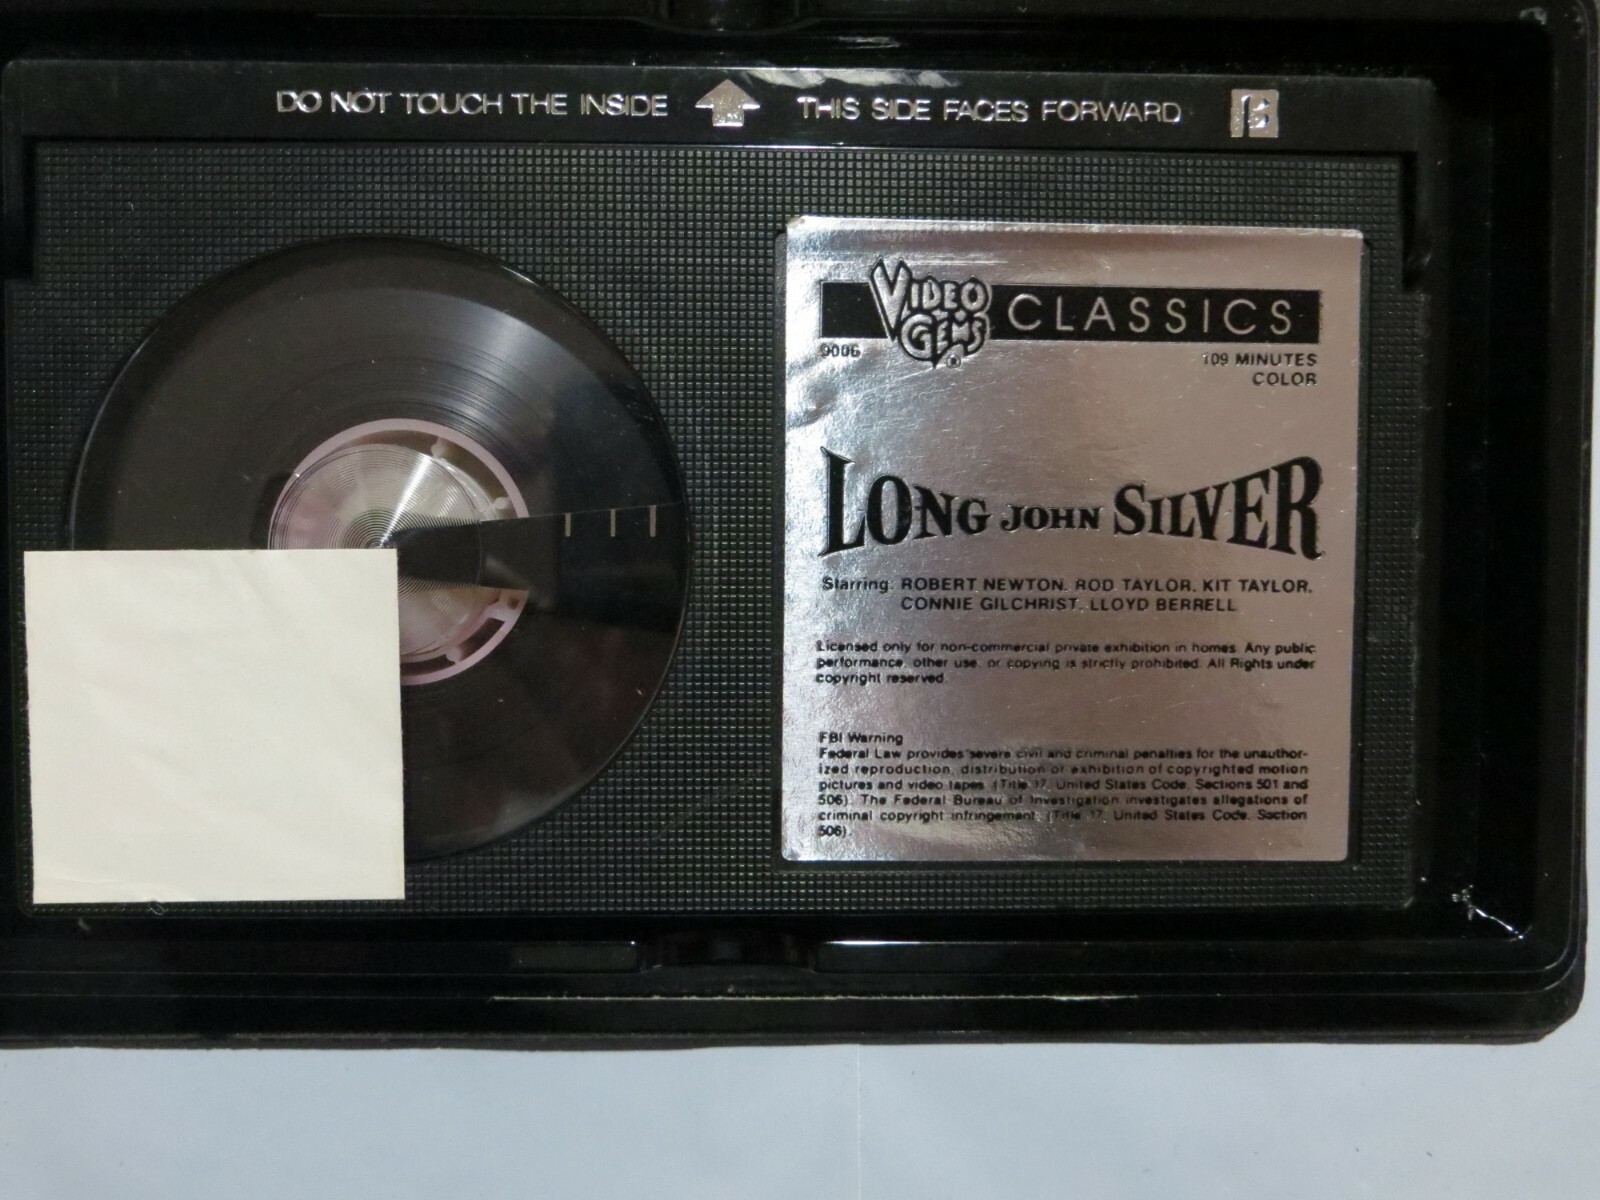 DO NOT TOUCH THE INSIDE THIS SIDE FACES FORWARD
VIDEO GEMS ® CLASSICS
9006 109 MINUTES
COLOR
LONG JOHN SILVER
Starring: ROBERT NEWTON, ROD TAYLOR, KIT TAYLOR,
CONNIE GILCHRIST, LLOYD BERRELL
Licensed only for non-commercial private exhibition in homes. Any public
performance, other use, or copying is strictly prohibited. All Rights under
copyright reserved.
FBI Warning
Federal Law provides severe civil and criminal penalties for the unauthor-
ized reproduction, distribution or exhibition of copyrighted motion
pictures and video tapes (Title 17, United States Code, Sections 501 and
506). The Federal Bureau of Investigation investigates allegations of
criminal copyright infringement. (Title 17, United States Code, Section
506).